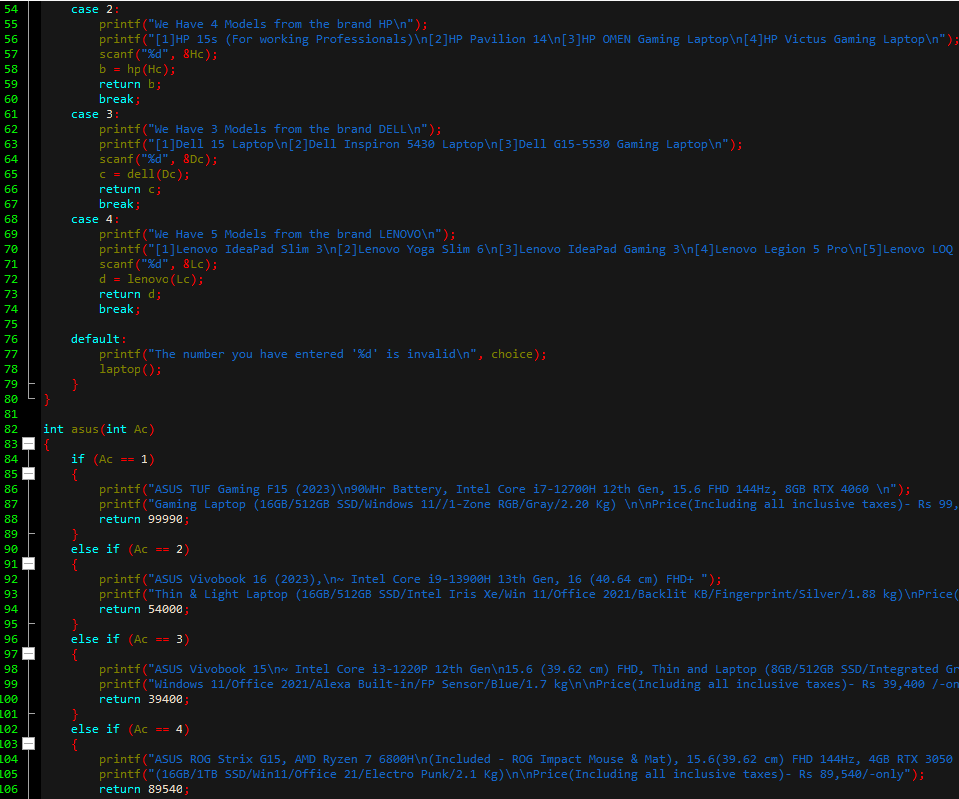 54 case 2:
55 printf("We Have 4 Models from the brand HP\n");
56 printf("[1]HP 15s (For working Professionals)\n[2]HP Pavilion 14\n[3]HP OMEN Gaming Laptop\n[4]HP Victus Gaming Laptop\n");
57 scanf("%d", &Hc);
58 b = hp(Hc);
59 return b;
60 break;
61 case 3:
62 printf("We Have 3 Models from the brand DELL\n");
63 printf("[1]Dell 15 Laptop\n[2]Dell Inspiron 5430 Laptop\n[3]Dell G15-5530 Gaming Laptop\n");
64 scanf("%d", &Dc);
65 c = dell(Dc);
66 return c;
67 break;
68 case 4:
69 printf("We Have 5 Models from the brand LENOVO\n");
70 printf("[1]Lenovo IdeaPad Slim 3\n[2]Lenovo Yoga Slim 6\n[3]Lenovo IdeaPad Gaming 3\n[4]Lenovo Legion 5 Pro\n[5]Lenovo LOQ
71 scanf("%d", &Lc);
72 d = lenovo(Lc);
73 return d;
74 break;
75
76 default:
77 printf("The number you have entered '%d' is invalid\n", choice);
78 laptop();
79 }
80 }
81
82 int asus(int Ac)
83 {
84 if (Ac == 1)
85 {
86 printf("ASUS TUF Gaming F15 (2023)\n90WHr Battery, Intel Core i7-12700H 12th Gen, 15.6 FHD 144Hz, 8GB RTX 4060 \n");
87 printf("Gaming Laptop (16GB/512GB SSD/Windows 11//1-Zone RGB/Gray/2.20 Kg) \n\nPrice(Including all inclusive taxes)- Rs 99,
88 return 99990;
89 }
90 else if (Ac == 2)
91 {
92 printf("ASUS Vivobook 16 (2023),\n~ Intel Core i9-13900H 13th Gen, 16 (40.64 cm) FHD+ ");
93 printf("Thin & Light Laptop (16GB/512GB SSD/Intel Iris Xe/Win 11/Office 2021/Backlit KB/Fingerprint/Silver/1.88 kg)\nPrice(
94 return 54000;
95 }
96 else if (Ac == 3)
97 {
98 printf("ASUS Vivobook 15\n~ Intel Core i3-1220P 12th Gen\n15.6 (39.62 cm) FHD, Thin and Laptop (8GB/512GB SSD/Integrated Gr
99 printf("Windows 11/Office 2021/Alexa Built-in/FP Sensor/Blue/1.7 kg\n\nPrice(Including all inclusive taxes)- Rs 39,400 /-on
100 return 39400;
101 }
102 else if (Ac == 4)
103 {
104 printf("ASUS ROG Strix G15, AMD Ryzen 7 6800H\n(Included - ROG Impact Mouse & Mat), 15.6(39.62 cm) FHD 144Hz, 4GB RTX 3050
105 printf("(16GB/1TB SSD/Win11/Office 21/Electro Punk/2.1 Kg)\n\nPrice(Including all inclusive taxes)- Rs 89,540/-only");
106 return 89540;